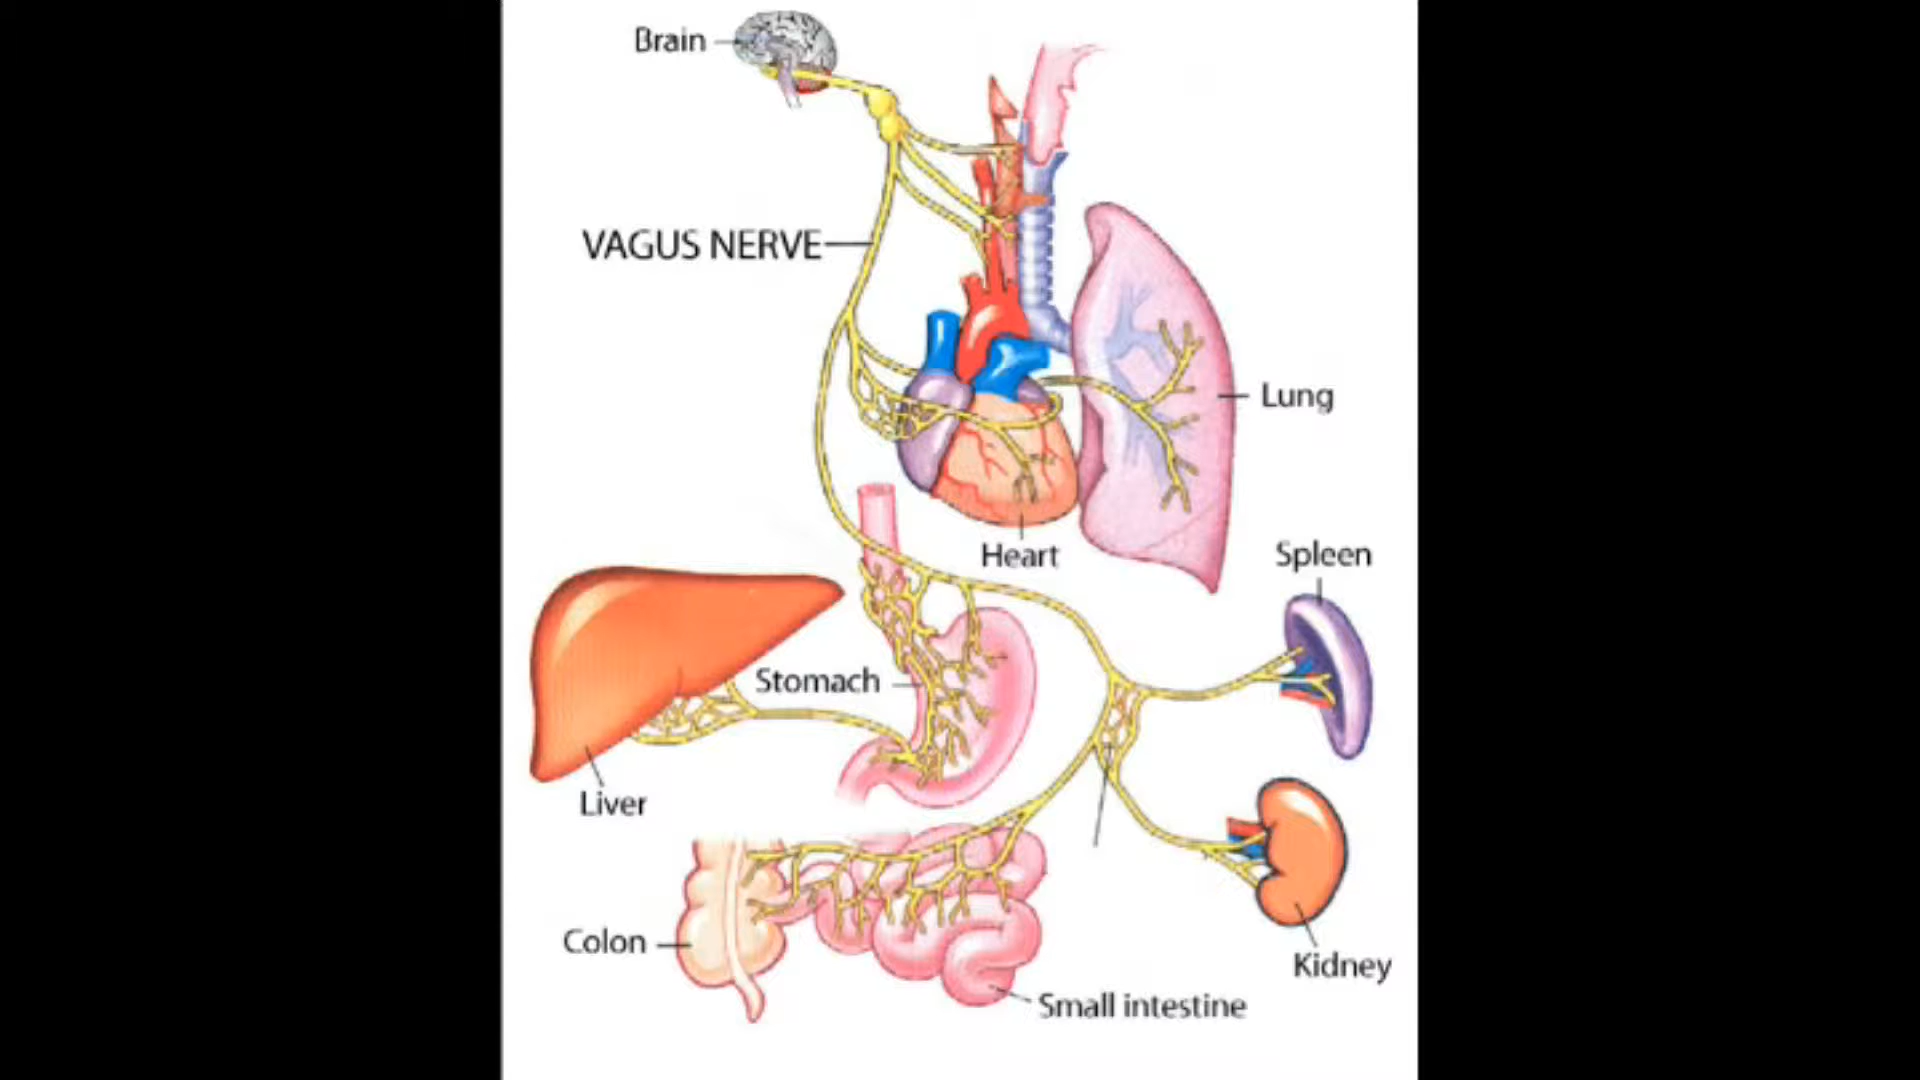 Brain
VAGUS NERVE
Lung
Heart
Spleen
Stomach
Liver
Colon
Kidney
Small intestine